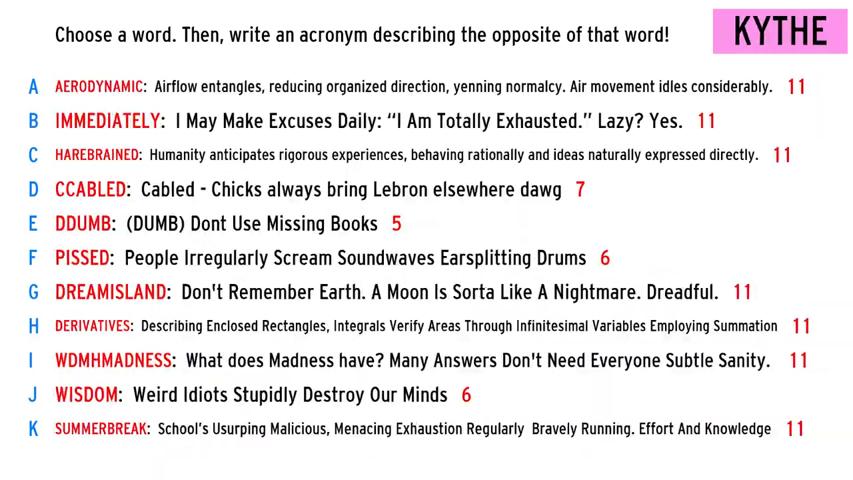 Choose a word. Then, write an acronym describing the opposite of that word!
KYTHE
A AERODYNAMIC: Airflow entangles, reducing organized direction, yenning normalcy. Air movement idles considerably. 11
B IMMEDIATELY: I May Make Excuses Daily: “I Am Totally Exhausted.” Lazy? Yes. 11
C HAREBRAINED: Humanity anticipates rigorous experiences, behaving rationally and ideas naturally expressed directly. 11
D CCABLED: Cabled - Chicks always bring Lebron elsewhere dawg 7
E DDUMB: (DUMB) Dont Use Missing Books 5
F PISSED: People Irregularly Scream Soundwaves Earsplitting Drums 6
G DREAMISLAND: Don't Remember Earth. A Moon Is Sorta Like A Nightmare. Dreadful. 11
H DERIVATIVES: Describing Enclosed Rectangles, Integrals Verify Areas Through Infinitesimal Variables Employing Summation 11
I WDMHMADNESS: What does Madness have? Many Answers Don't Need Everyone Subtle Sanity. 11
J WISDOM: Weird Idiots Stupidly Destroy Our Minds 6
K SUMMERBREAK: School’s Usurping Malicious, Menacing Exhaustion Regularly Bravely Running. Effort And Knowledge 11